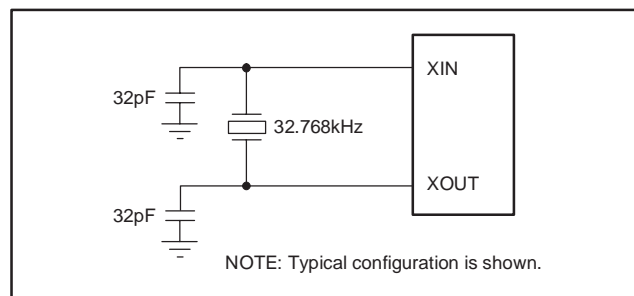 XIN
32pF
32.768kHz
XOUT
32pF
NOTE: Typical configuration is shown.